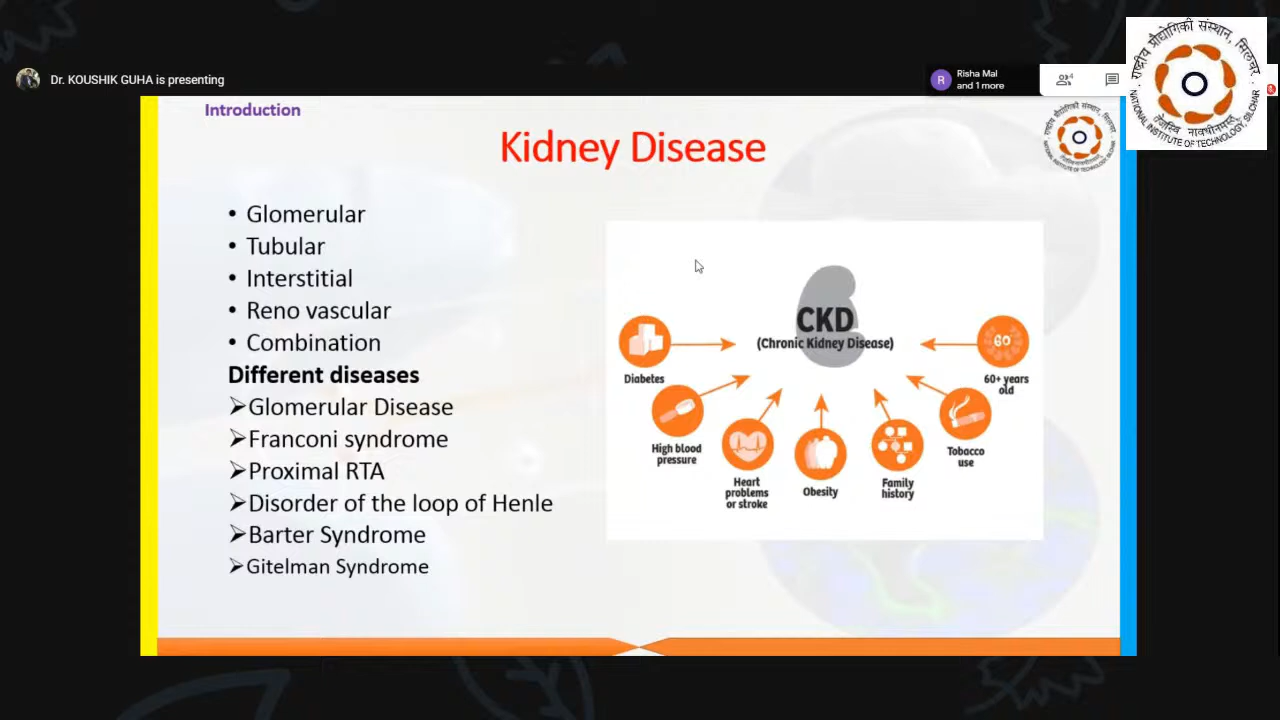 Dr. KOUSHIK GUHA is presenting
R
Risha Mal
and 1 more
4
राष्ट्रीय प्रौद्योगिकी संस्थान, सिलचर
NATIONAL INSTITUTE OF TECHNOLOGY, SILCHAR
Introduction
Kidney Disease
• Glomerular
• Tubular
• Interstitial
• Reno vascular
• Combination
Different diseases
➢Glomerular Disease
➢Franconi syndrome
➢Proximal RTA
➢Disorder of the loop of Henle
➢Barter Syndrome
➢Gitelman Syndrome
CKD
(Chronic Kidney Disease)
Diabetes
High blood
pressure
Heart
problems
or stroke
Obesity
Family
history
Tobacco
use
60
60+ years
old